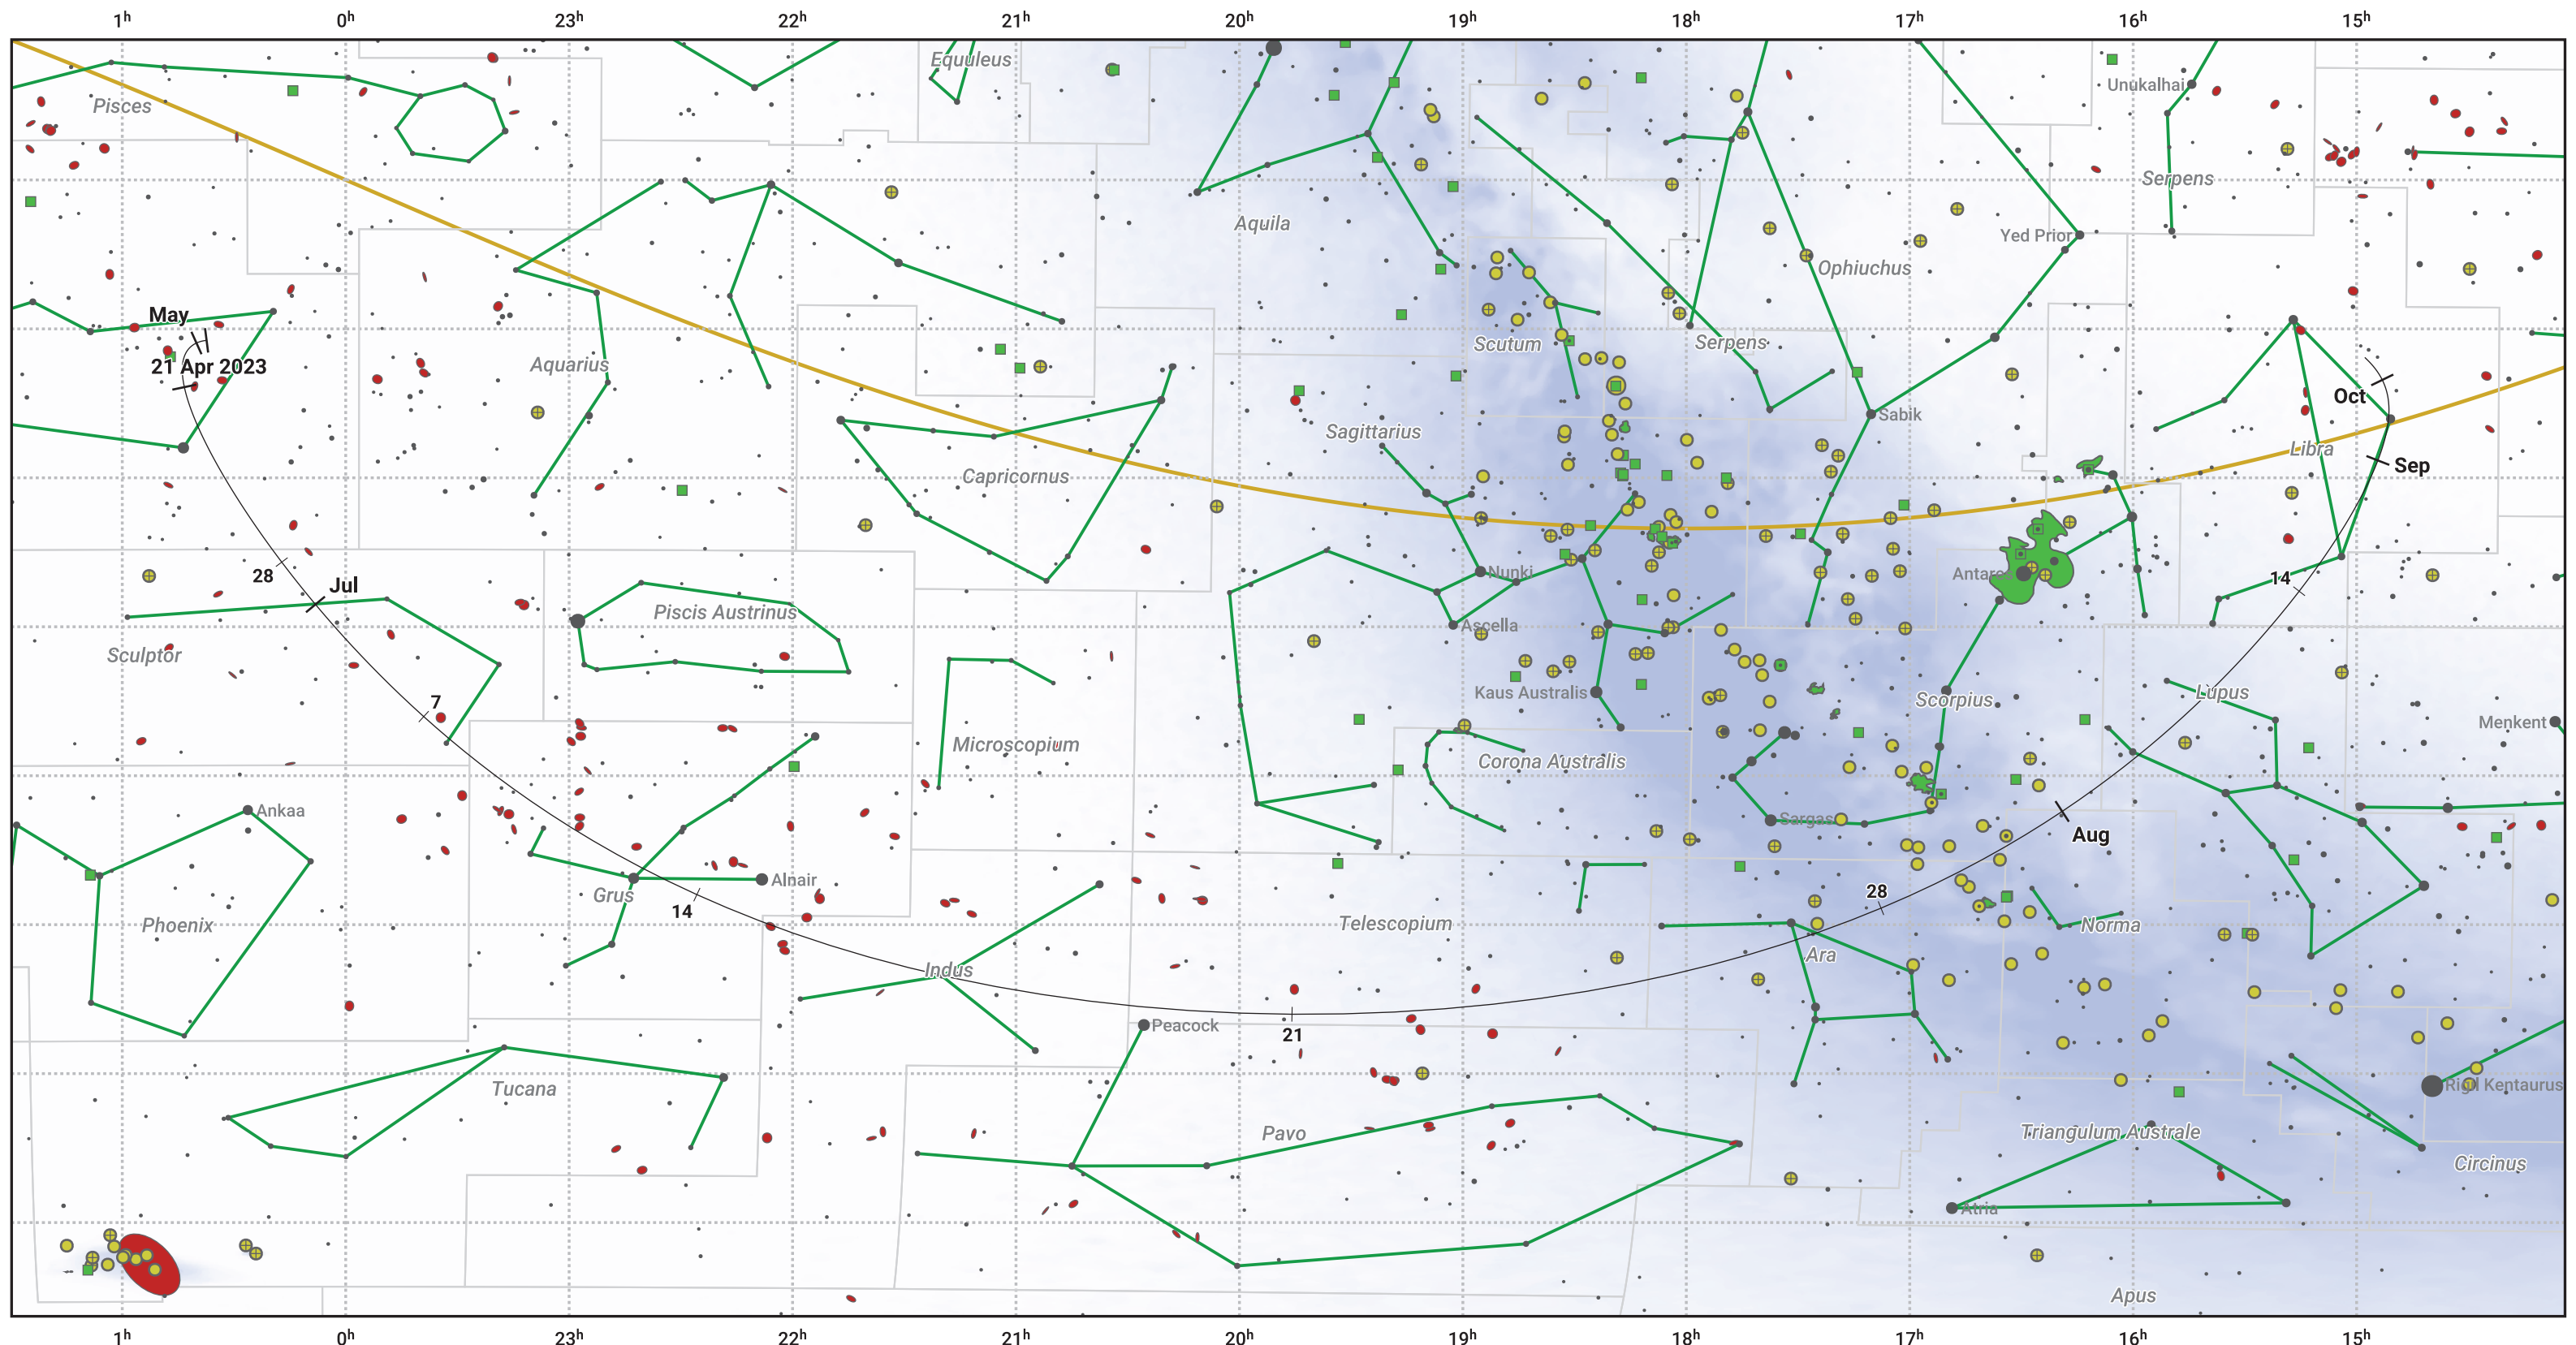 1h 0h 23h 22h 21h 20h 19h 18h 17h 16h 15h
Equuleus
Unukalhai
Pisces
Serpens
Aquila
Yed Prior
Ophiuchus
May
21 Apr 2023
Aquarius
Scutum
Serpens
Oct
Sabik
Sagittarius
Libra
Sep
Capricornus
28
Jul
Nunki
Antares
14
Piscis Austrinus
Ascella
Sculptor
7
Kaus Australis
Scorpius
Lupus
Menkent
Microscopium
Corona Australis
Ankaa
Sargas
Aug
Alnair
Grus
14
28
Phoenix
Telescopium
Norma
Indus
Ara
Peacock
21
Tucana
Rigil Kentaurus
Pavo
Triangulum Australe
Circinus
Atria
Apus
1h 0h 23h 22h 21h 20h 19h 18h 17h 16h 15h